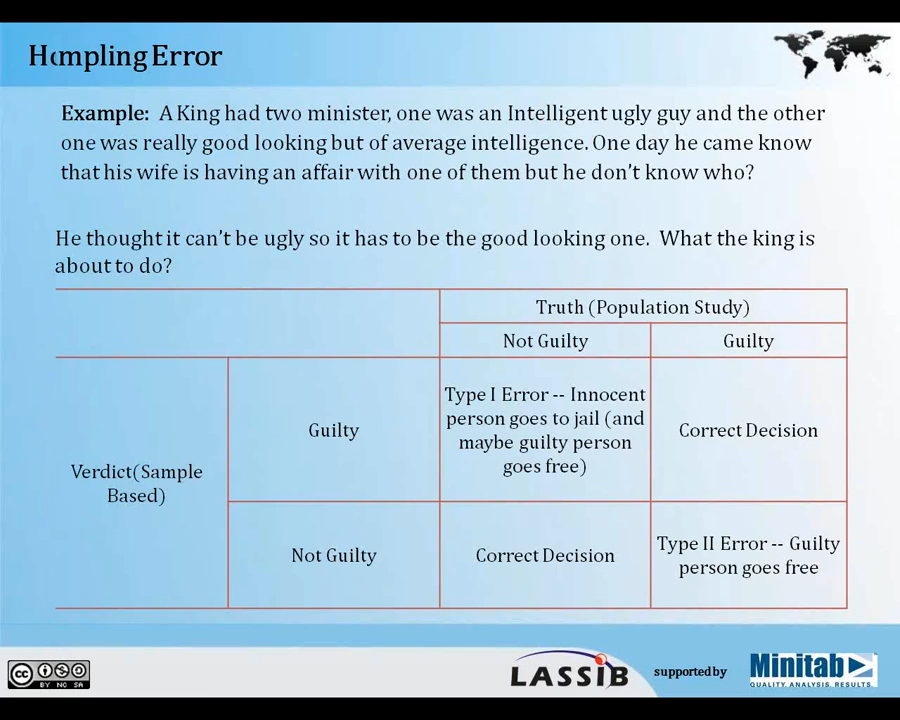 Hompling Error
Example: A King had two minister, one was an Intelligent ugly guy and the other
one was really good looking but of average intelligence. One day he came know
that his wife is having an affair with one of them but he don't know who?
He thought it can't be ugly so it has to be the good looking one. What the king is
about to do?
Truth (Population Study)
Not Guilty
Guilty
Verdict(Sample
Based)
Guilty
Type I Error -- Innocent
person goes to jail (and
maybe guilty person
goes free)
Correct Decision
Not Guilty
Correct Decision
Type II Error -- Guilty
person goes free
cc
BY NC SA
LASSIB
supported by
Minitab
QUALITY. ANALYSIS. RESULTS.